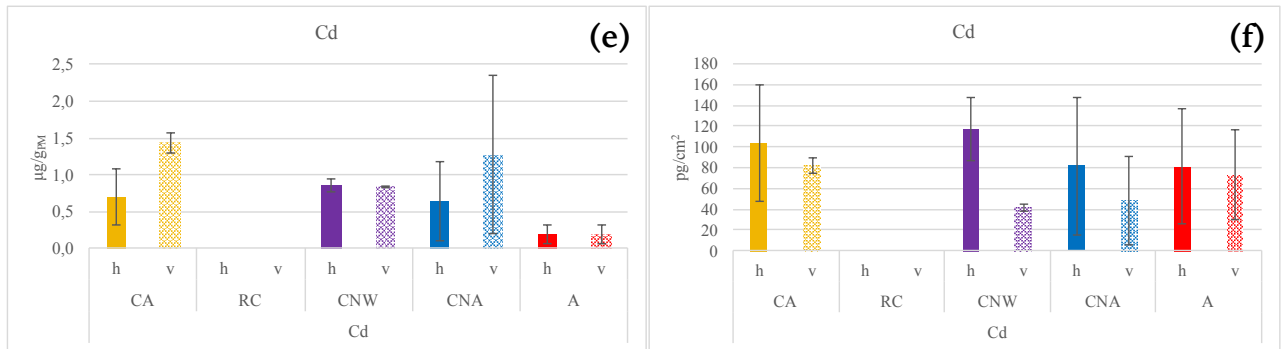 Cd
(e)
2,5
2,0
1,5
1,0
0,5
0,0
µg/gPM
h v h v h v h v h v
CA RC CNW CNA A
Cd
Cd
(f)
180
160
140
120
100
80
60
40
20
0
pg/cm²
h v h v h v h v h v
CA RC CNW CNA A
Cd